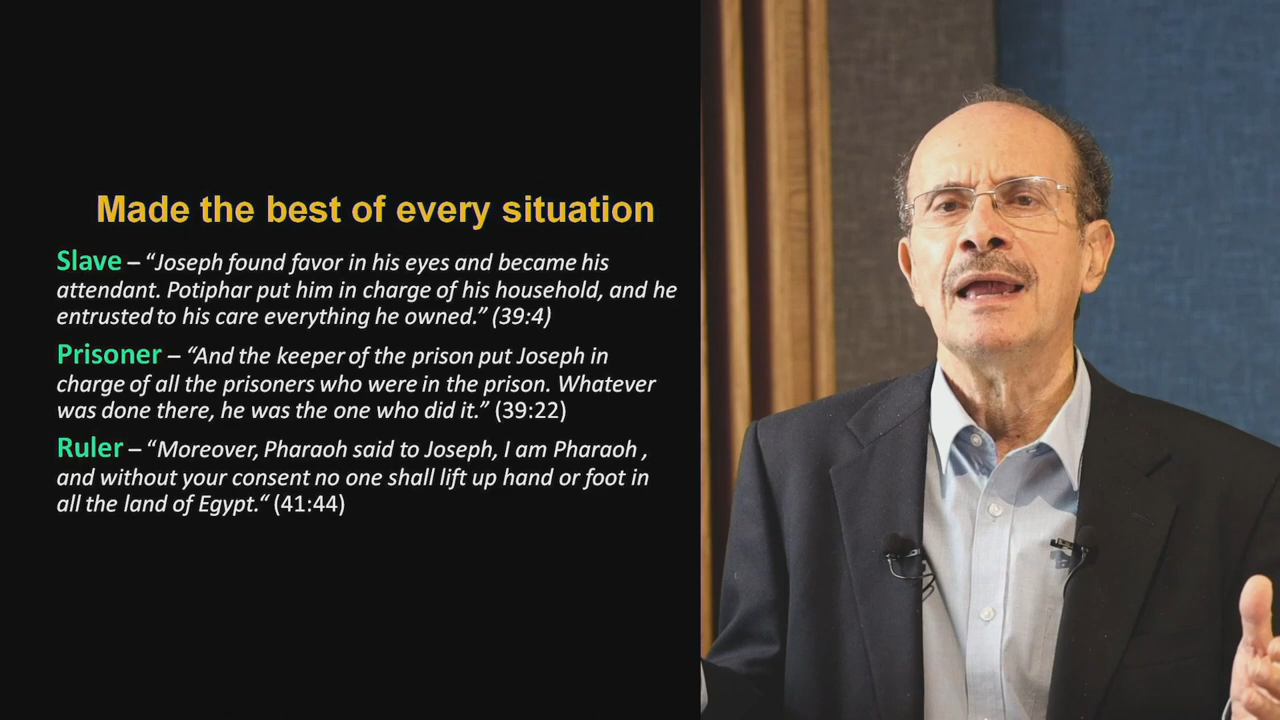 Made the best of every situation
Slave – “Joseph found favor in his eyes and became his
attendant. Potiphar put him in charge of his household, and he
entrusted to his care everything he owned.” (39:4)
Prisoner – “And the keeper of the prison put Joseph in
charge of all the prisoners who were in the prison. Whatever
was done there, he was the one who did it.” (39:22)
Ruler – “Moreover, Pharaoh said to Joseph, I am Pharaoh ,
and without your consent no one shall lift up hand or foot in
all the land of Egypt.“ (41:44)